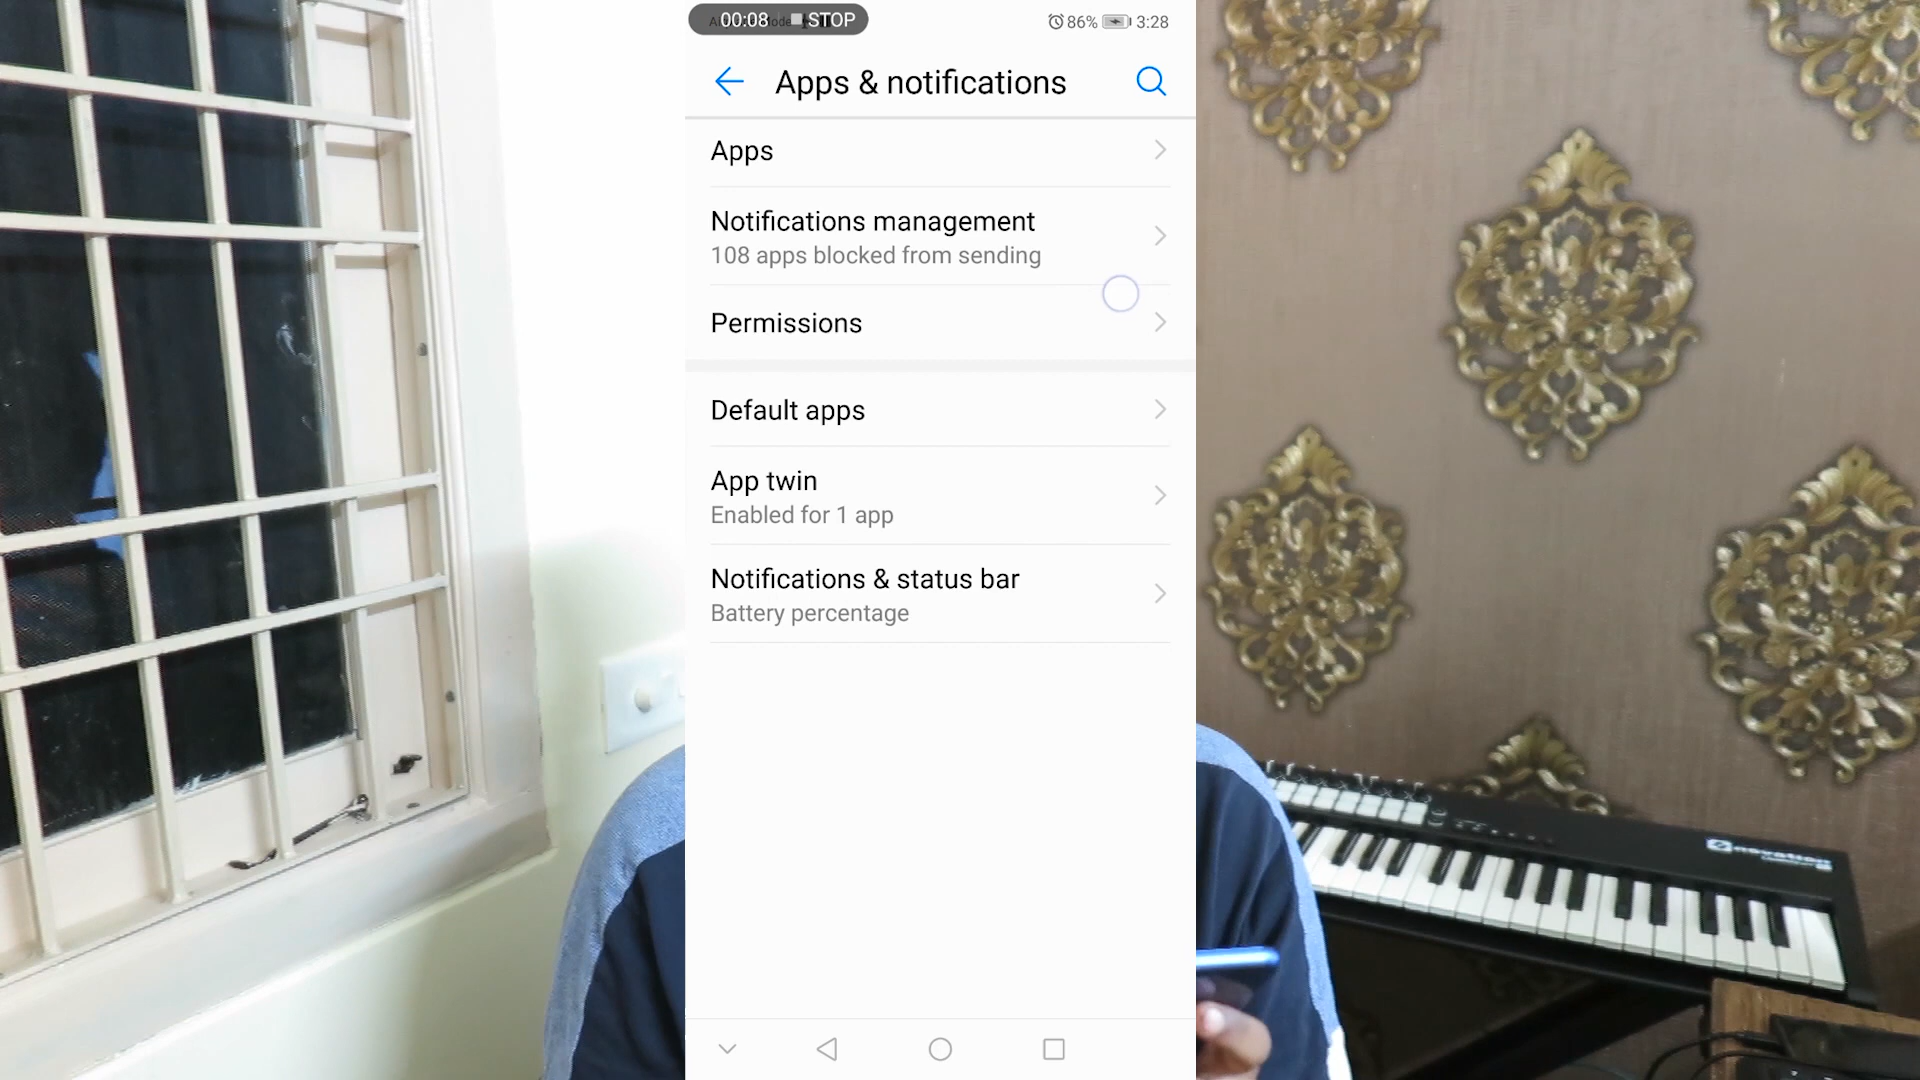 00:08 STOP
86% 3:28
Apps & notifications
Apps
Notifications management
108 apps blocked from sending
Permissions
Default apps
App twin
Enabled for 1 app
Notifications & status bar
Battery percentage
novation